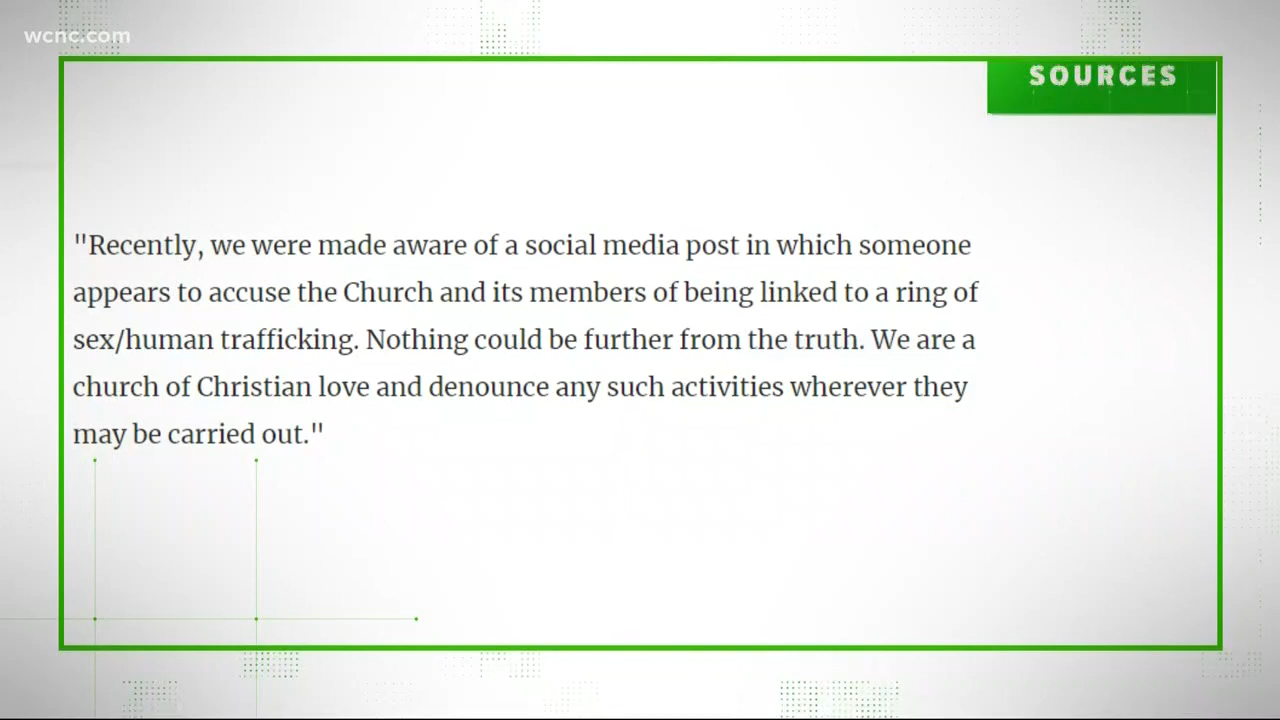 wcnc.com
SOURCES
"Recently, we were made aware of a social media post in which someone
appears to accuse the Church and its members of being linked to a ring of
sex/human trafficking. Nothing could be further from the truth. We are a
church of Christian love and denounce any such activities wherever they
may be carried out."